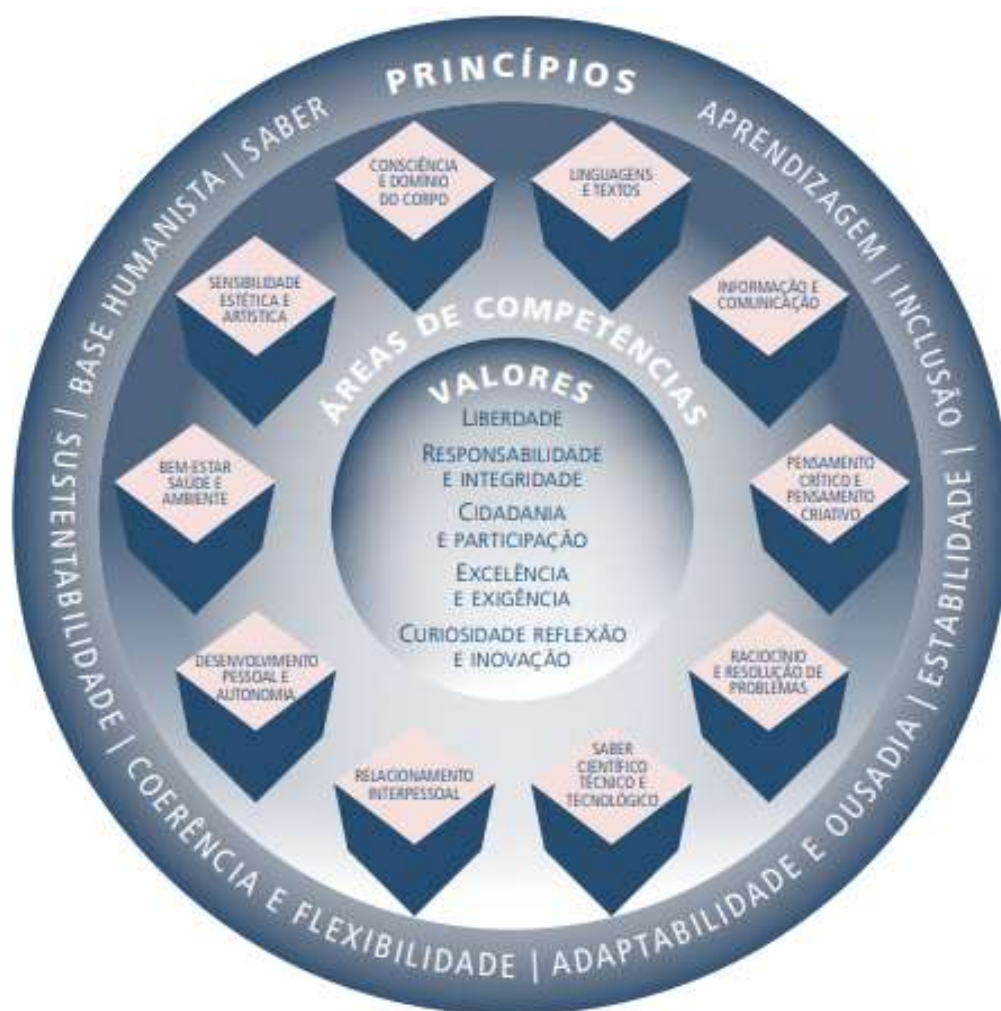 PRINCÍPIOS
APRENDIZAGEM | INCLUSÃO | ESTABILIDADE | ADAPTABILIDADE E OUSADIA | COERÊNCIA E FLEXIBILIDADE | SUSTENTABILIDADE | BASE HUMANISTA | SABER
ÁREAS DE COMPETÊNCIAS
LINGUAGENS
E TEXTOS
INFORMAÇÃO E
COMUNICAÇÃO
PENSAMENTO
CRÍTICO E
PENSAMENTO
CRIATIVO
RACIOCÍNIO
E RESOLUÇÃO DE
PROBLEMAS
SABER
CIENTÍFICO
TÉCNICO E
TECNOLÓGICO
RELACIONAMENTO
INTERPESSOAL
DESENVOLVIMENTO
PESSOAL E
AUTONOMIA
BEM-ESTAR
SAÚDE E
AMBIENTE
SENSIBILIDADE
ESTÉTICA E
ARTÍSTICA
CONSCIÊNCIA
E DOMÍNIO
DO CORPO
VALORES
LIBERDADE
RESPONSABILIDADE
E INTEGRIDADE
CIDADANIA
E PARTICIPAÇÃO
EXCELÊNCIA
E EXIGÊNCIA
CURIOSIDADE REFLEXÃO
E INOVAÇÃO